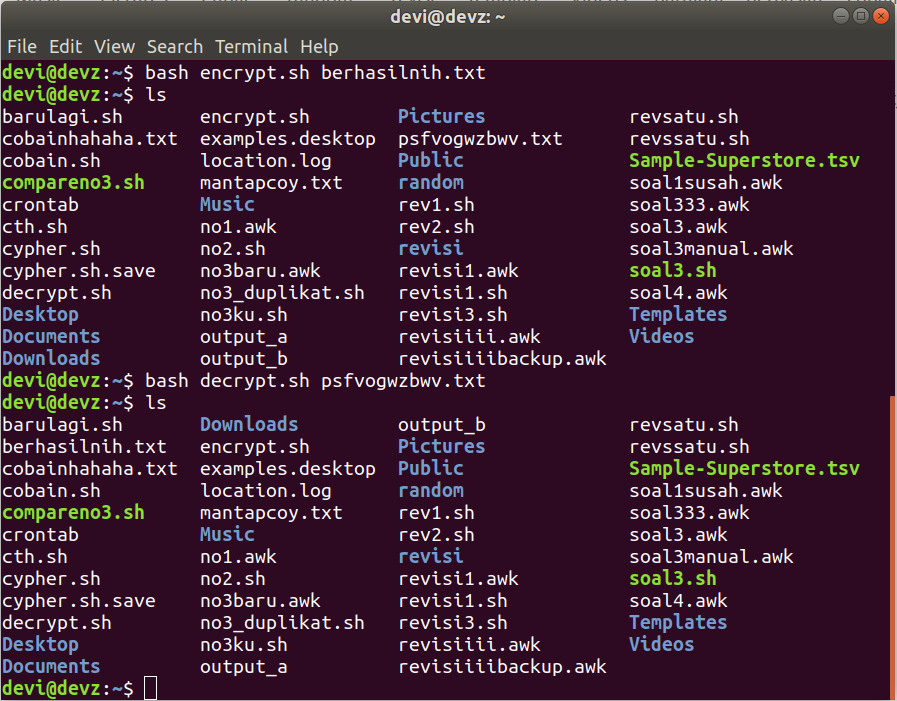 devi@devz: ~
File Edit View Search Terminal Help
devi@devz:~$ bash encrypt.sh berhasilnih.txt
devi@devz:~$ ls
barulagi.sh encrypt.sh Pictures revsatu.sh
cobainhahaha.txt examples.desktop psfvogwzbwv.txt revssatu.sh
cobain.sh location.log Public Sample-Superstore.tsv
compareno3.sh mantapcoy.txt random soal1susah.awk
crontab Music rev1.sh soal333.awk
cth.sh no1.awk rev2.sh soal3.awk
cypher.sh no2.sh revisi soal3manual.awk
cypher.sh.save no3baru.awk revisi1.awk soal3.sh
decrypt.sh no3_duplikat.sh revisi1.sh soal4.awk
Desktop no3ku.sh revisi3.sh Templates
Documents output_a revisiiii.awk Videos
Downloads output_b revisiiiibackup.awk
devi@devz:~$ bash decrypt.sh psfvogwzbwv.txt
devi@devz:~$ ls
barulagi.sh Downloads output_b revsatu.sh
berhasilnih.txt encrypt.sh Pictures revssatu.sh
cobainhahaha.txt examples.desktop Public Sample-Superstore.tsv
cobain.sh location.log random soal1susah.awk
compareno3.sh mantapcoy.txt rev1.sh soal333.awk
crontab Music rev2.sh soal3.awk
cth.sh no1.awk revisi soal3manual.awk
cypher.sh no2.sh revisi1.awk soal3.sh
cypher.sh.save no3baru.awk revisi1.sh soal4.awk
decrypt.sh no3_duplikat.sh revisi3.sh Templates
Desktop no3ku.sh revisiiii.awk Videos
Documents output_a revisiiiibackup.awk
devi@devz:~$